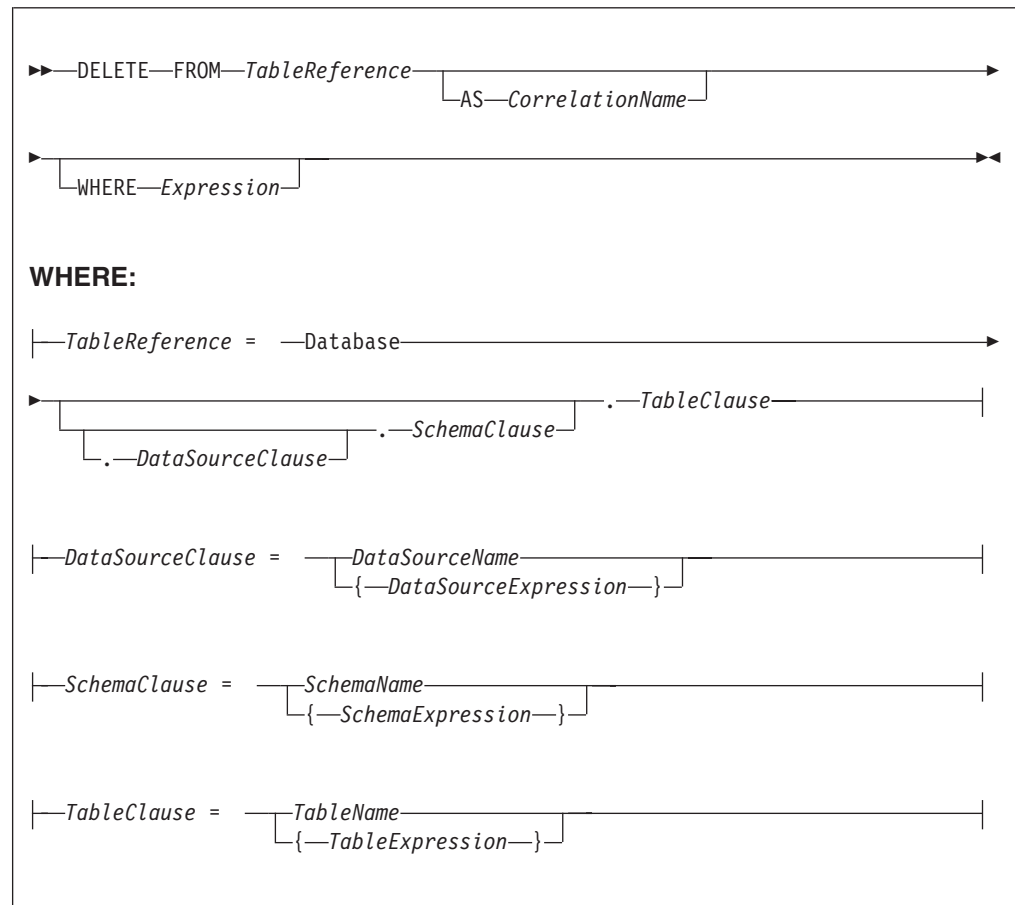 DELETE FROM TableReference
AS CorrelationName
WHERE Expression
WHERE:
TableReference = Database
. TableClause
. SchemaClause
. DataSourceClause
DataSourceClause = DataSourceName
{ DataSourceExpression }
SchemaClause = SchemaName
{ SchemaExpression }
TableClause = TableName
{ TableExpression }